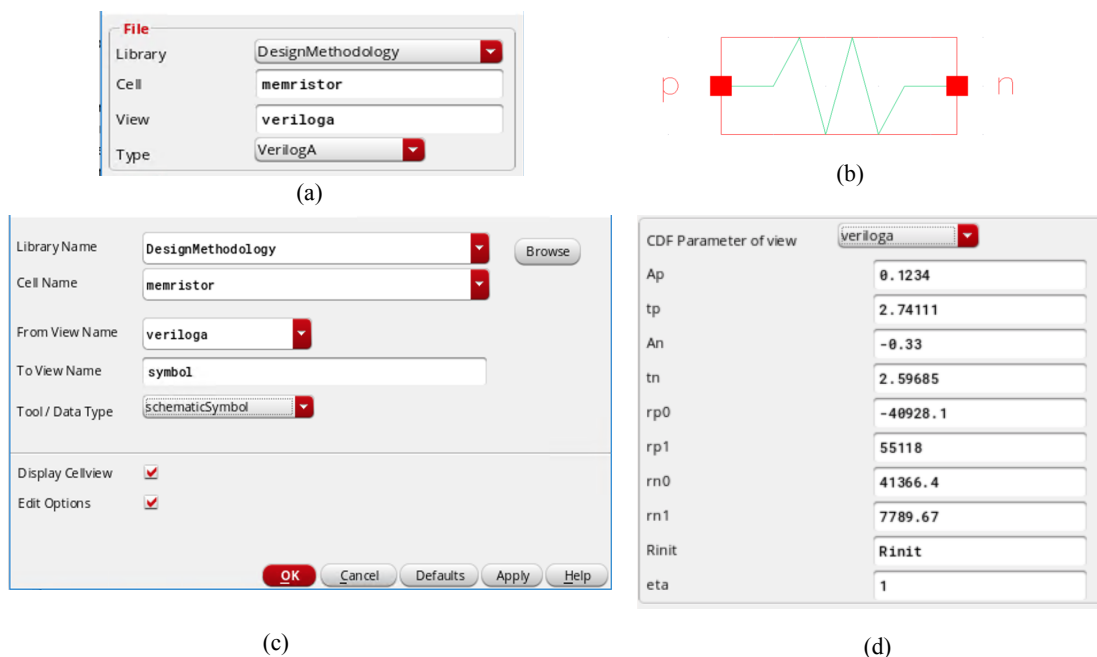 File
Library DesignMethodology
Cell memristor
View veriloga
Type VerilogA
(a)
p n
(b)
Library Name DesignMethodology Browse
Cell Name memristor
From View Name veriloga
To View Name symbol
Tool / Data Type schematicSymbol
Display Cellview
Edit Options
OK Cancel Defaults Apply Help
(c)
CDF Parameter of view veriloga
Ap 0.1234
tp 2.74111
An -0.33
tn 2.59685
rp0 -40928.1
rp1 55118
rn0 41366.4
rn1 7789.67
Rinit Rinit
eta 1
(d)